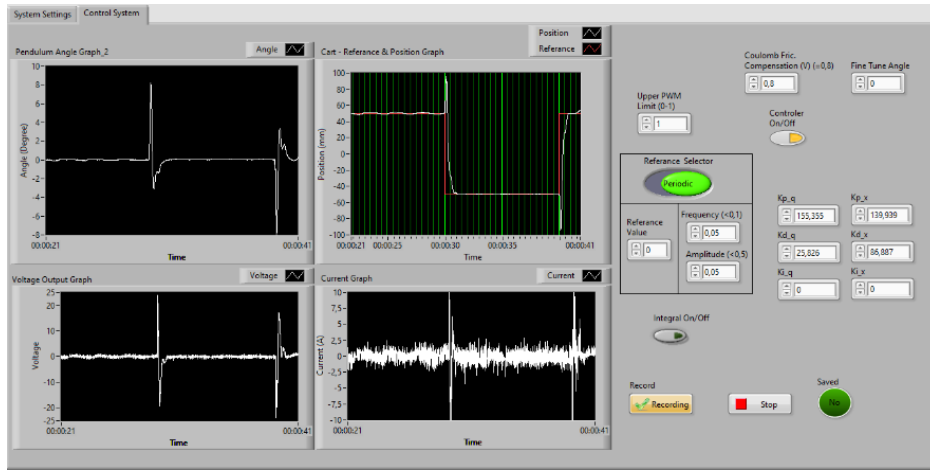 System Settings
Control System
Pendulum Angle Graph_2
Angle
10-
8-
6-
4-
2-
0-
-2-
-4-
-6-
-8-
Angle (Degree)
00:00:21
00:00:41
Time
Cart - Referance & Position Graph
Position
Referance
100-
80-
60-
40-
20-
0-
-20-
-40-
-60-
-80-
-100-
Position (mm)
00:00:21
00:00:25
00:00:30
00:00:35
00:00:41
Time
Voltage Output Graph
Voltage
25-
20-
10-
0-
-10-
-20-
-25-
Voltage
00:00:21
00:00:41
Time
Current Graph
Current
10-
7,5-
5-
2,5-
0-
-2,5-
-5-
-7,5-
-10-
Current (A)
00:00:21
00:00:41
Time
Coulomb Fric.
Compensation (V) (=0,8)
0,8
Fine Tune Angle
0
Upper PWM
Limit (0-1)
1
Controler
On/Off
Referance Selector
Periodic
Referance
Value
0
Frequency (<0,1)
0,05
Amplitude (<0,5)
0,05
Kp_q
155,355
Kp_x
139,939
Kd_q
25,826
Kd_x
86,887
Ki_q
0
Ki_x
0
Integral On/Off
Record
Recording
Stop
Saved
No